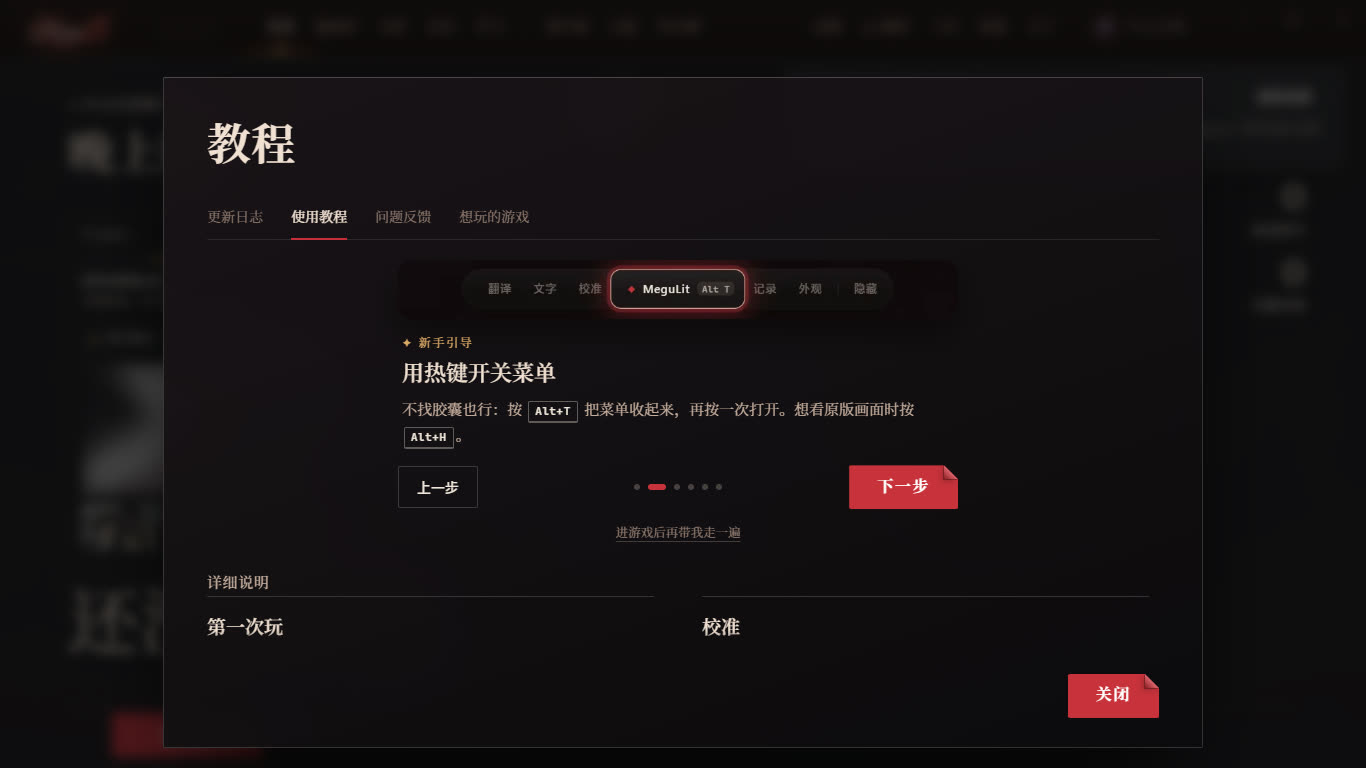 教程
更新日志 使用教程 问题反馈 想玩的游戏
翻译 文字 校准 MeguLit Alt T 记录 外观 隐藏
新手引导
用热键开关菜单
不找胶囊也行：按 Alt+T 把菜单收起来，再按一次打开。想看原版画面时按
Alt+H 。
上一步 下一步
进游戏后再带我走一遍
详细说明
第一次玩 校准
关闭